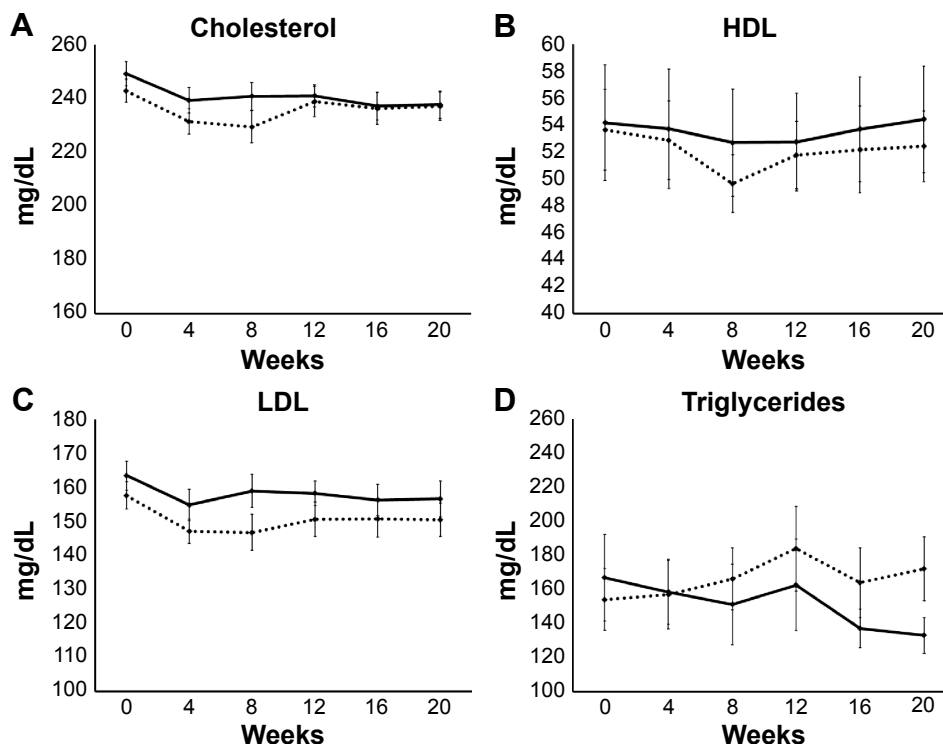 A Cholesterol
260
240
220
200
180
160
mg/dL
0 4 8 12 16 20
Weeks
B HDL
60
58
56
54
52
50
48
46
44
42
40
mg/dL
0 4 8 12 16 20
Weeks
C LDL
180
170
160
150
140
130
120
110
100
mg/dL
0 4 8 12 16 20
Weeks
D Triglycerides
260
240
220
200
180
160
140
120
100
mg/dL
0 4 8 12 16 20
Weeks